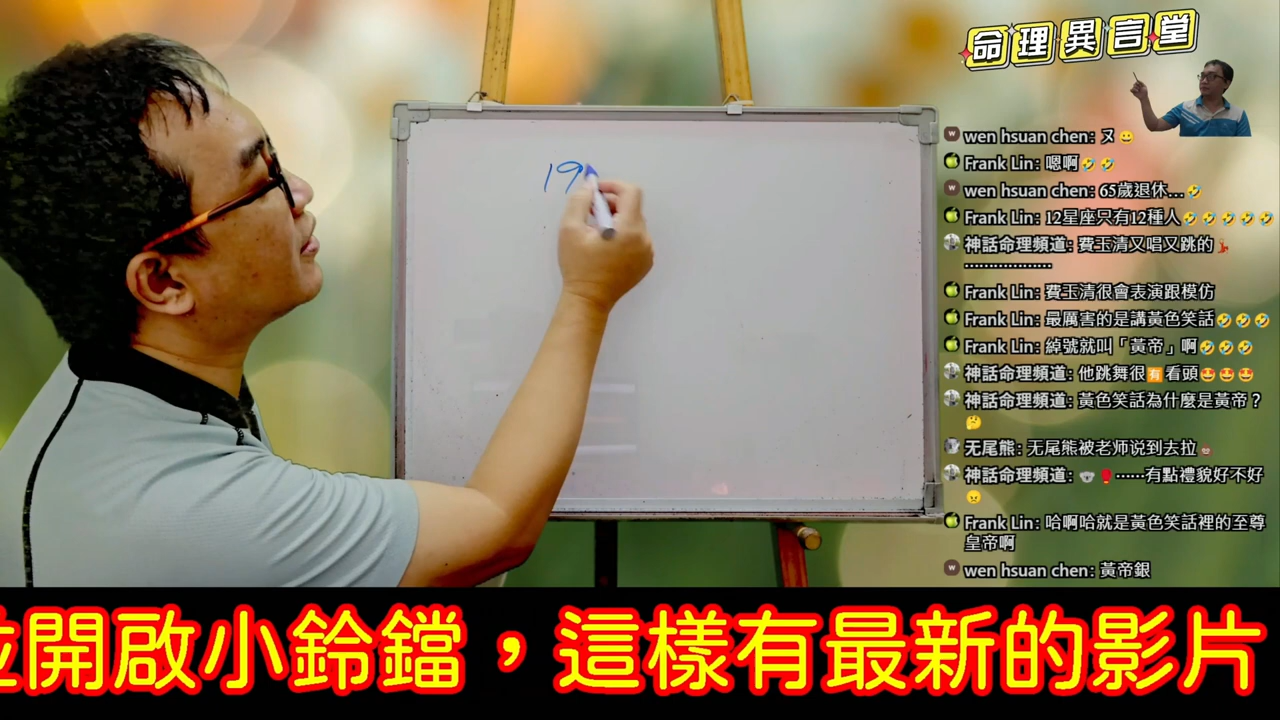 命理異言堂
19
wen hsuan chen: ㄡ😀
Frank Lin: 嗯啊🤣🤣
wen hsuan chen: 65歲退休...🤣
Frank Lin: 12星座只有12種人🤣🤣🤣🤣🤣
神話命理頻道: 費玉清又唱又跳的💃
..................
Frank Lin: 費玉清很會表演跟模仿
Frank Lin: 最厲害的是講黃色笑話🤣🤣🤣
Frank Lin: 綽號就叫「黃帝」啊🤣🤣🤣
神話命理頻道: 他跳舞很🈶看頭🤩🤩🤩
神話命理頻道: 黃色笑話為什麼是黃帝？
🤔
无尾熊: 无尾熊被老师说到去拉💩
神話命理頻道: 🐨🥊......有點禮貌好不好
😠
Frank Lin: 哈啊哈就是黃色笑話裡的至尊
皇帝啊
wen hsuan chen: 黃帝銀
並開啟小鈴鐺，這樣有最新的影片